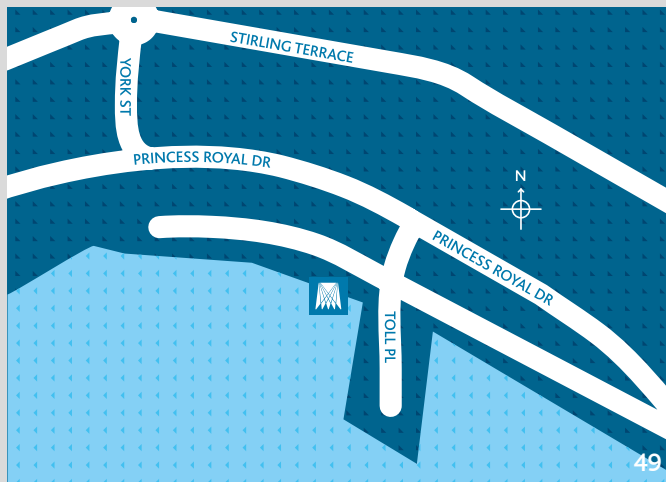 STIRLING TERRACE
YORK ST
PRINCESS ROYAL DR
N
PRINCESS ROYAL DR
TOLL PL
49